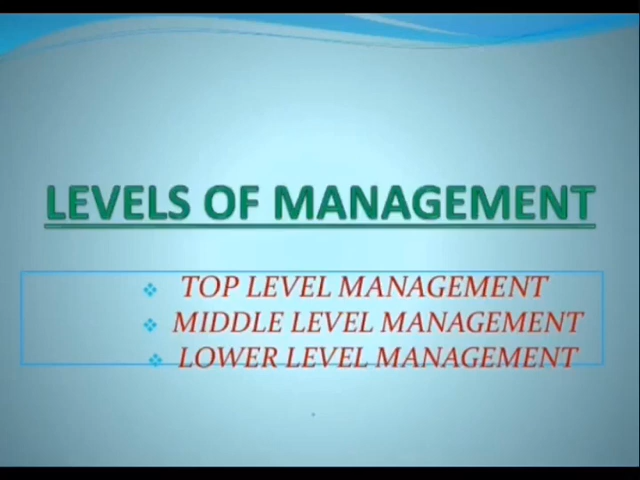 LEVELS OF MANAGEMENT
TOP LEVEL MANAGEMENT
MIDDLE LEVEL MANAGEMENT
LOWER LEVEL MANAGEMENT